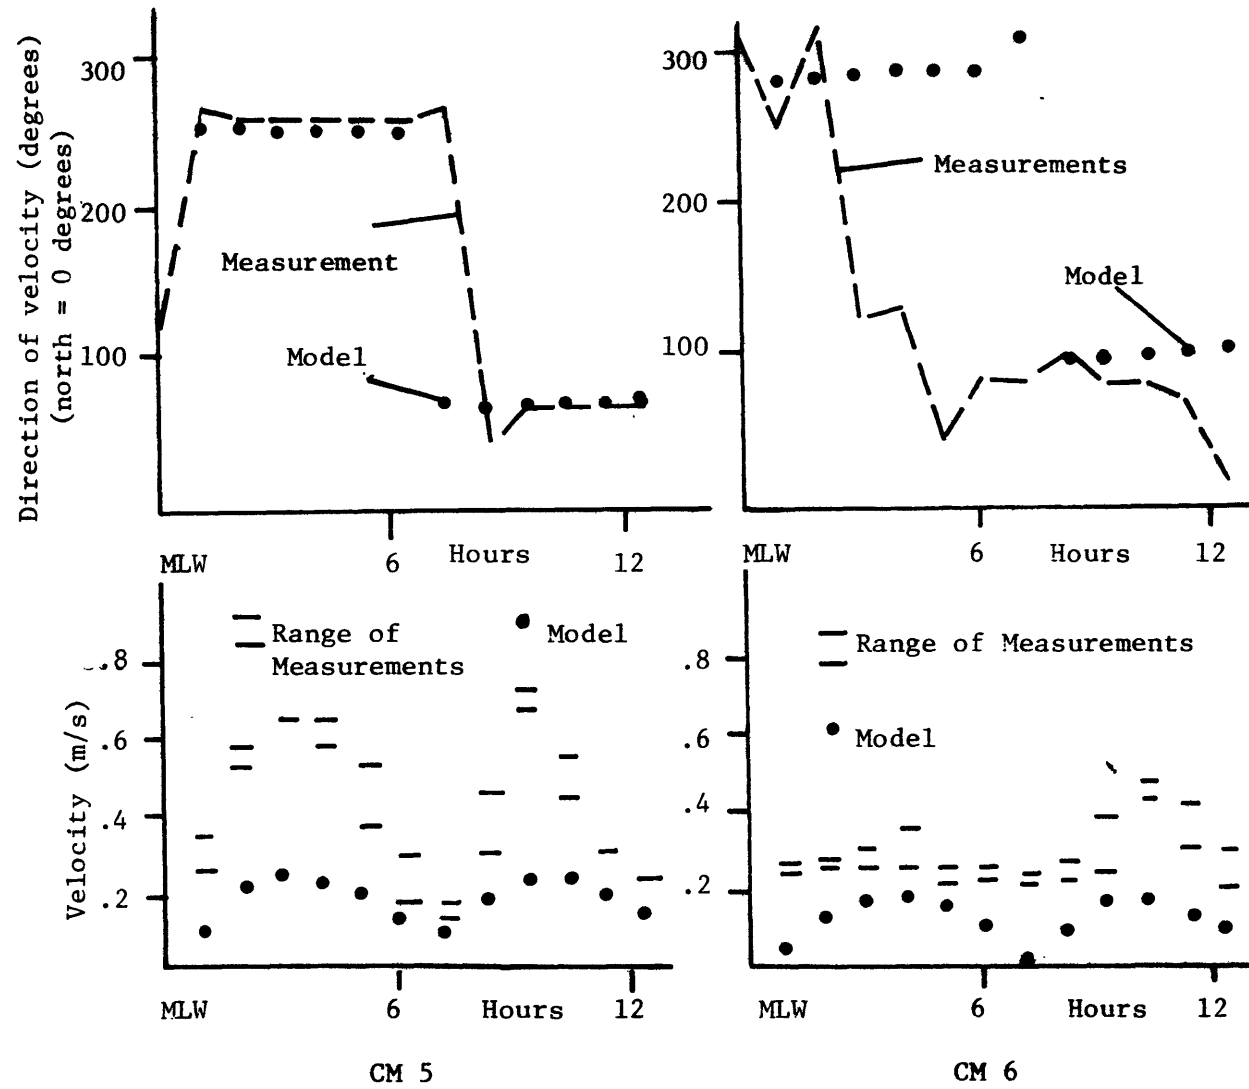 Direction of velocity (degrees)
(north = 0 degrees)
300
200
100
Measurement
Model
MLW
6
Hours
12
300
200
100
Measurements
Model
MLW
6
Hours
12
Velocity (m/s)
.8
.6
.4
.2
Range of
Measurements
Model
MLW
6
Hours
12
CM 5
.8
.6
.4
.2
Range of Measurements
Model
MLW
6
Hours
12
CM 6